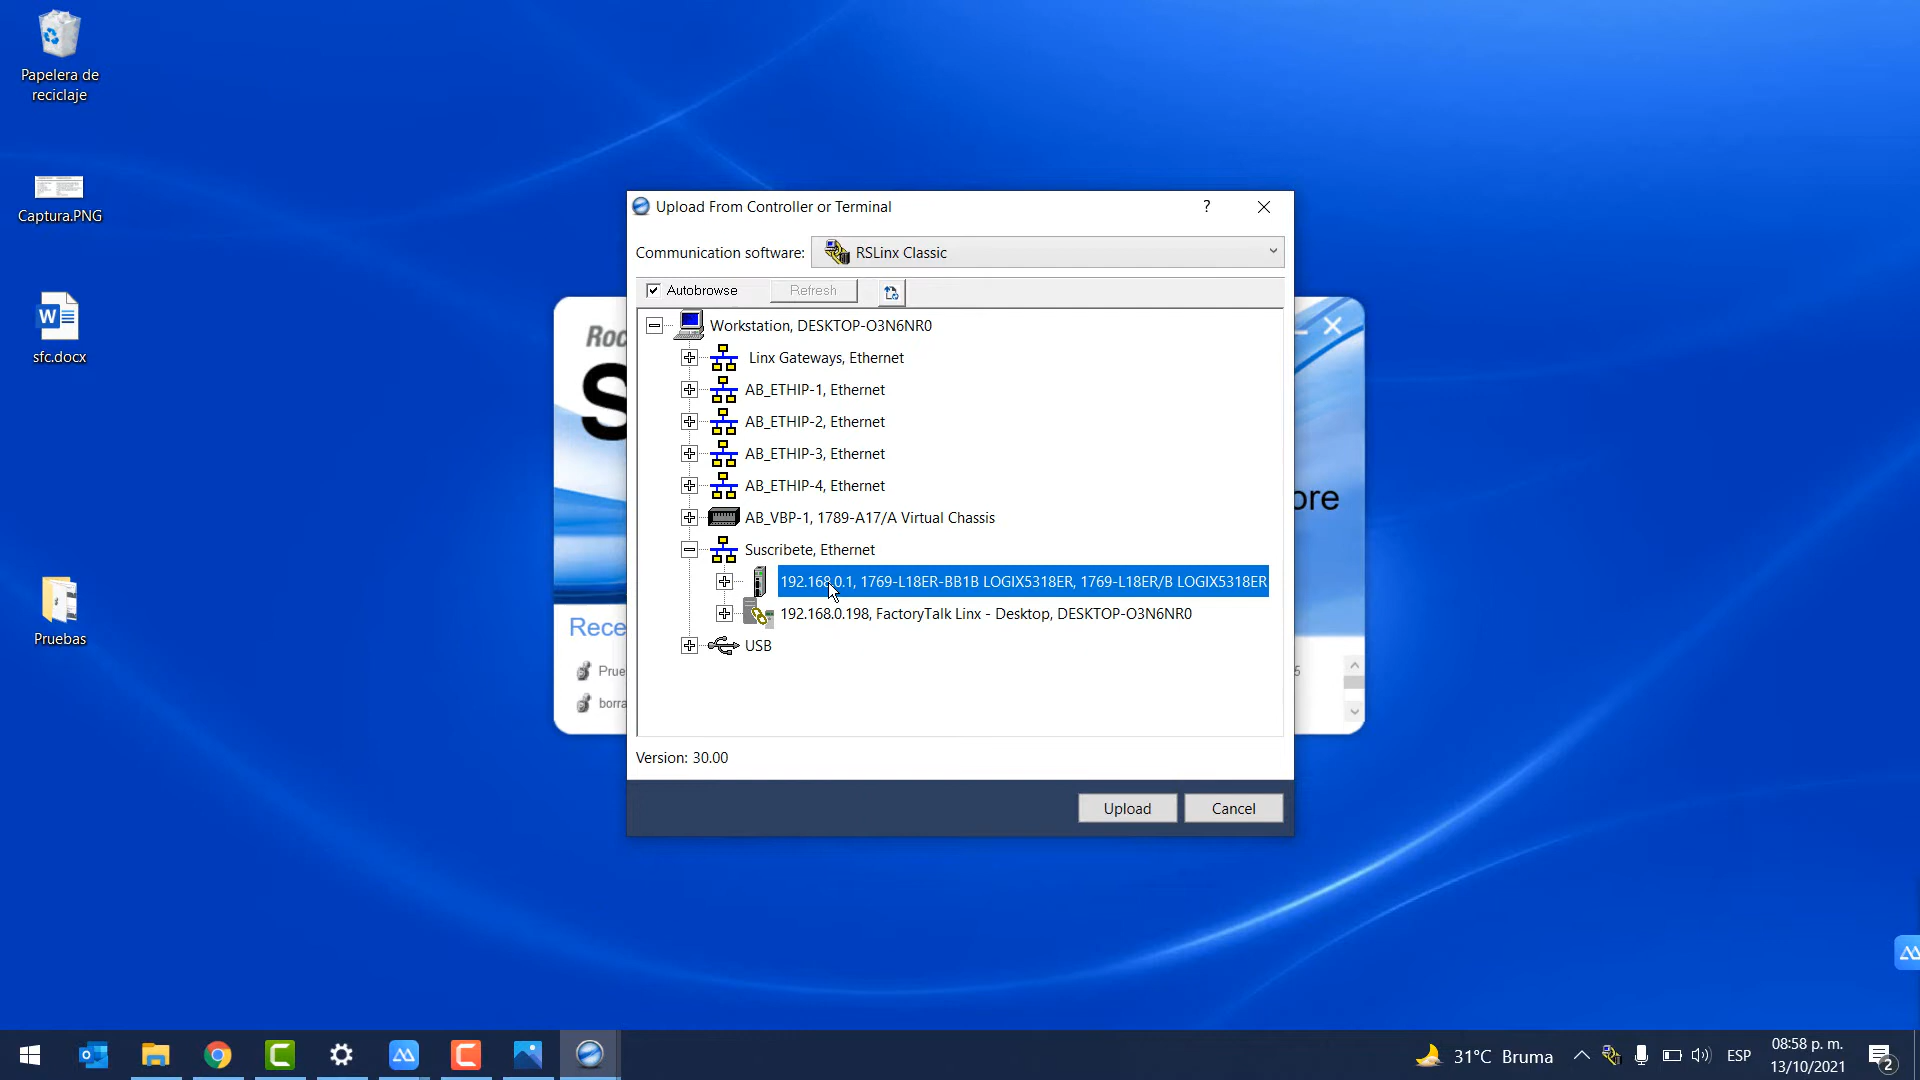 Papelera de
reciclaje
Captura.PNG
sfc.docx
Pruebas
Upload From Controller or Terminal
?
Communication software:
RSLinx Classic
Autobrowse
Refresh
Workstation, DESKTOP-O3N6NR0
Linx Gateways, Ethernet
AB_ETHIP-1, Ethernet
AB_ETHIP-2, Ethernet
AB_ETHIP-3, Ethernet
AB_ETHIP-4, Ethernet
AB_VBP-1, 1789-A17/A Virtual Chassis
Suscribete, Ethernet
192.168.0.1, 1769-L18ER-BB1B LOGIX5318ER, 1769-L18ER/B LOGIX5318ER
192.168.0.198, FactoryTalk Linx - Desktop, DESKTOP-O3N6NR0
USB
Version: 30.00
Upload
Cancel
Roc
S
ore
Rece
Prue
5
borra
31°C Bruma
ESP
08:58 p. m.
13/10/2021
2